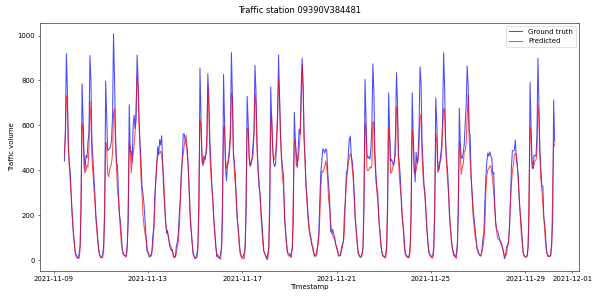 Traffic station 09390V384481
Ground truth
Predicted
Traffic volume
1000
800
600
400
200
0
2021-11-09
2021-11-13
2021-11-17
2021-11-21
2021-11-25
2021-11-29
2021-12-01
Timestamp